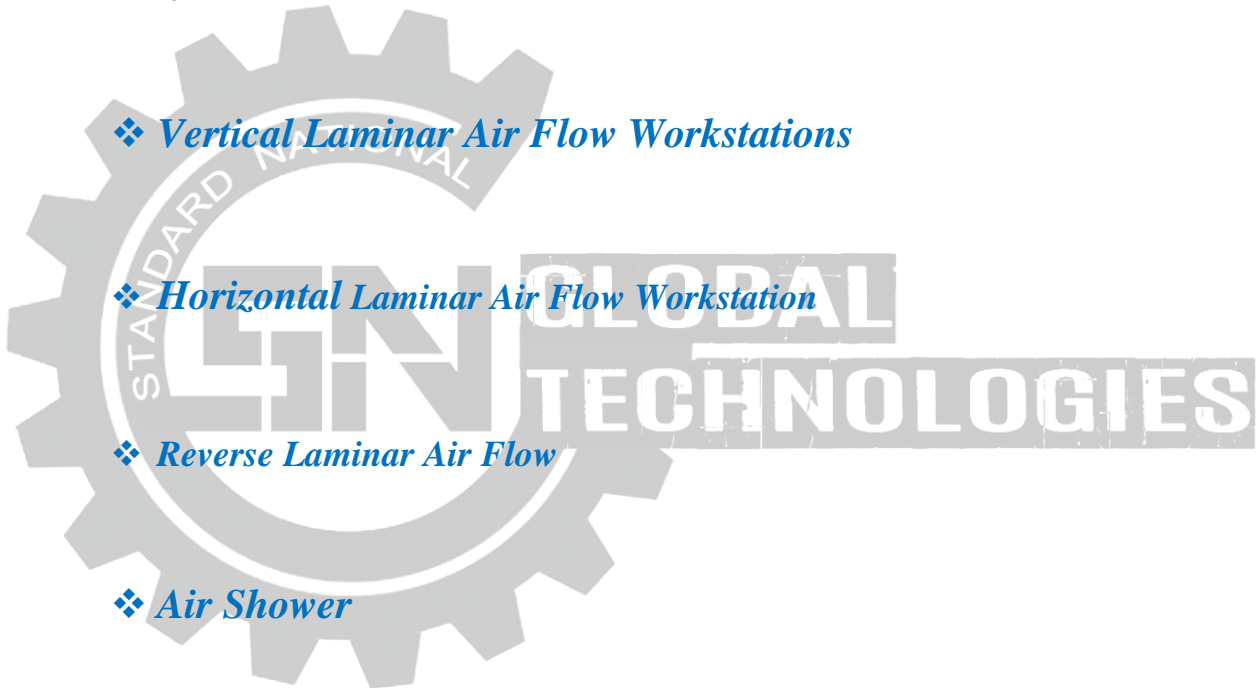 ❖ Vertical Laminar Air Flow Workstations
STANDARD NATIONAL
❖ Horizontal Laminar Air Flow Workstation
SN GLOBAL
TECHNOLOGIES
❖ Reverse Laminar Air Flow
❖ Air Shower